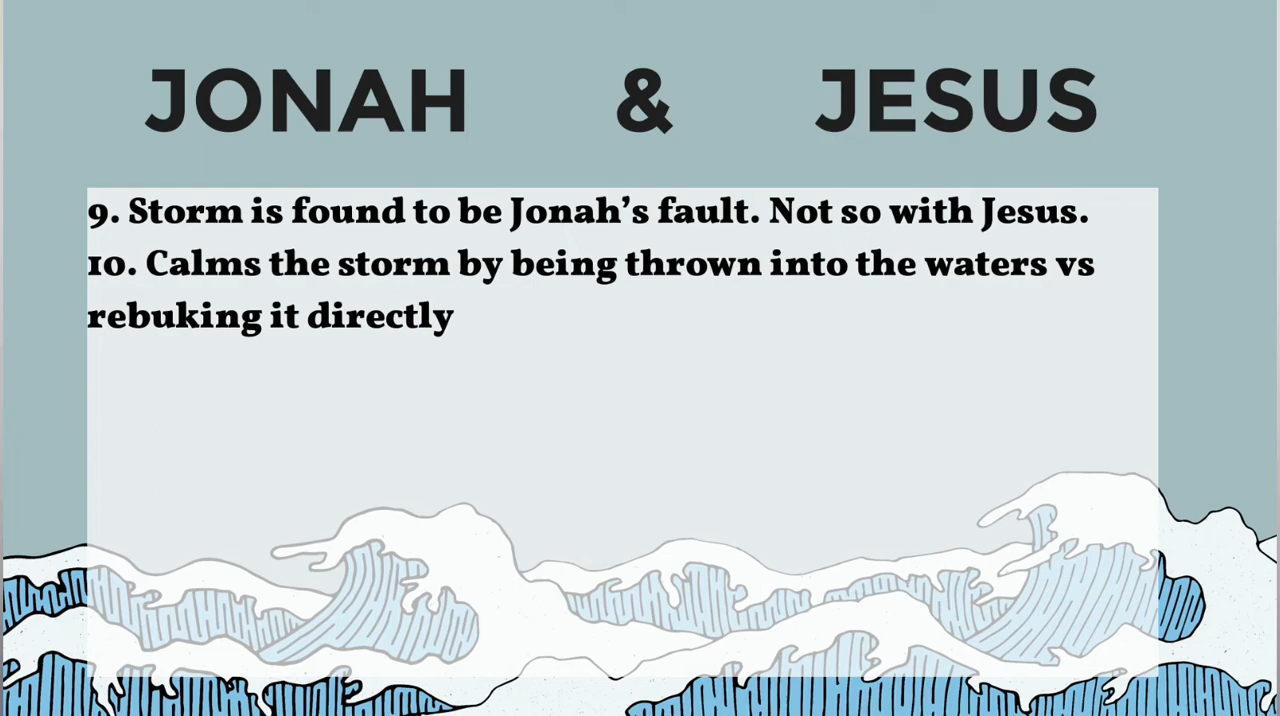 JONAH & JESUS
9. Storm is found to be Jonah’s fault. Not so with Jesus.
10. Calms the storm by being thrown into the waters vs
rebuking it directly